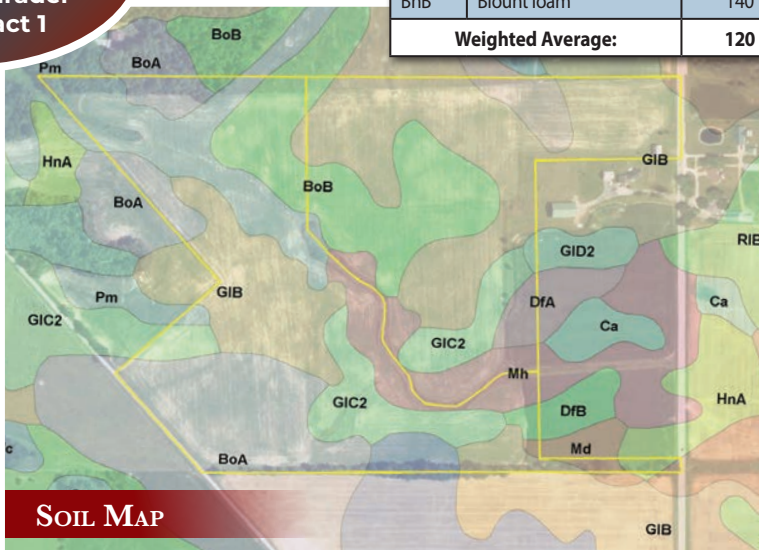 act 1
BnB Blount loam 140
Weighted Average: 120
BoB
BoA
Pm
GlB
HnA
BoB
BoA
RlB
GlD2
GlB
Pm
DfA
Ca
GlC2
Ca
GlC2
Mh
HnA
GlC2
DfB
Md
BoA
c
GlB
Soil Map